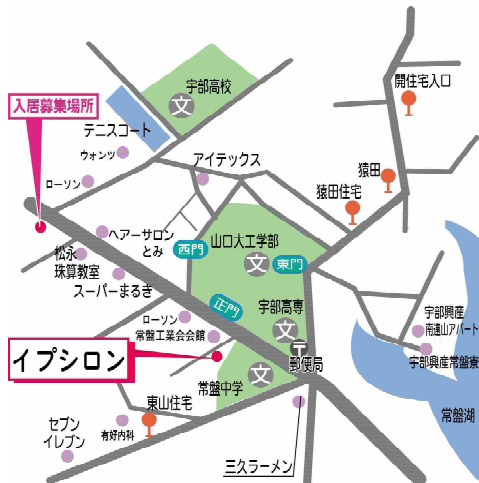 宇部高校
文
開住宅入口
入居募集場所
テニスコート
ウォンツ
アイテックス
猿田
ローソン
猿田住宅
ヘアーサロン
とみ
山口大工学部
西門
文
東門
松永
珠算教室
スーパーまるき
正門
宇部高専
ローソン
常盤工業会会館
文
宇部興産
南遠山アパート
イプシロン
〒
郵便局
宇部興産常盤寮
常盤中学
文
東山住宅
常盤湖
セブン
イレブン
有好内科
三久ラーメン